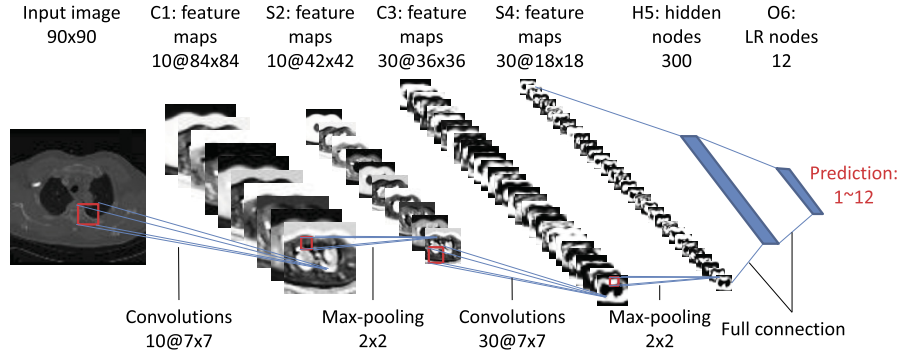 Input image
90x90
C1: feature
maps
10@84x84
S2: feature
maps
10@42x42
C3: feature
maps
30@36x36
S4: feature
maps
30@18x18
H5: hidden
nodes
300
O6:
LR nodes
12
Prediction:
1~12
Convolutions
10@7x7
Max-pooling
2x2
Convolutions
30@7x7
Max-pooling
2x2
Full connection